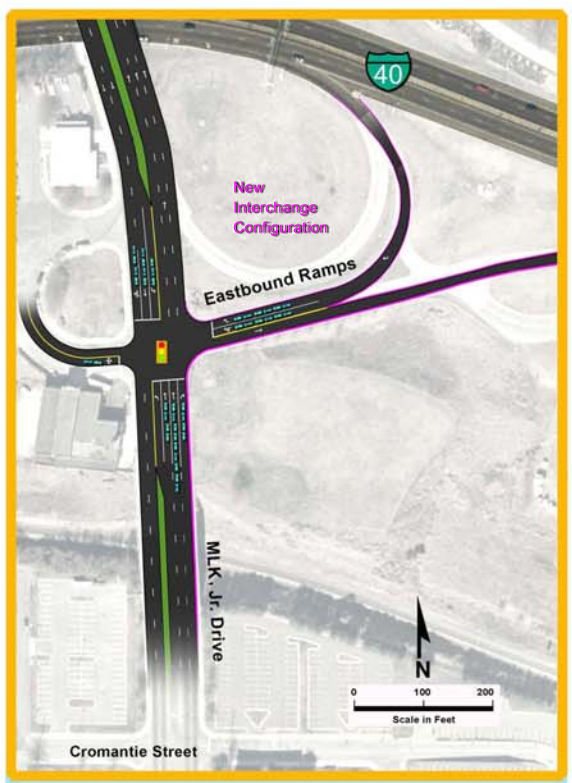 40
New
Interchange
Configuration
Eastbound Ramps
MLK, Jr. Drive
N
0 100 200
Scale in Feet
Cromantie Street